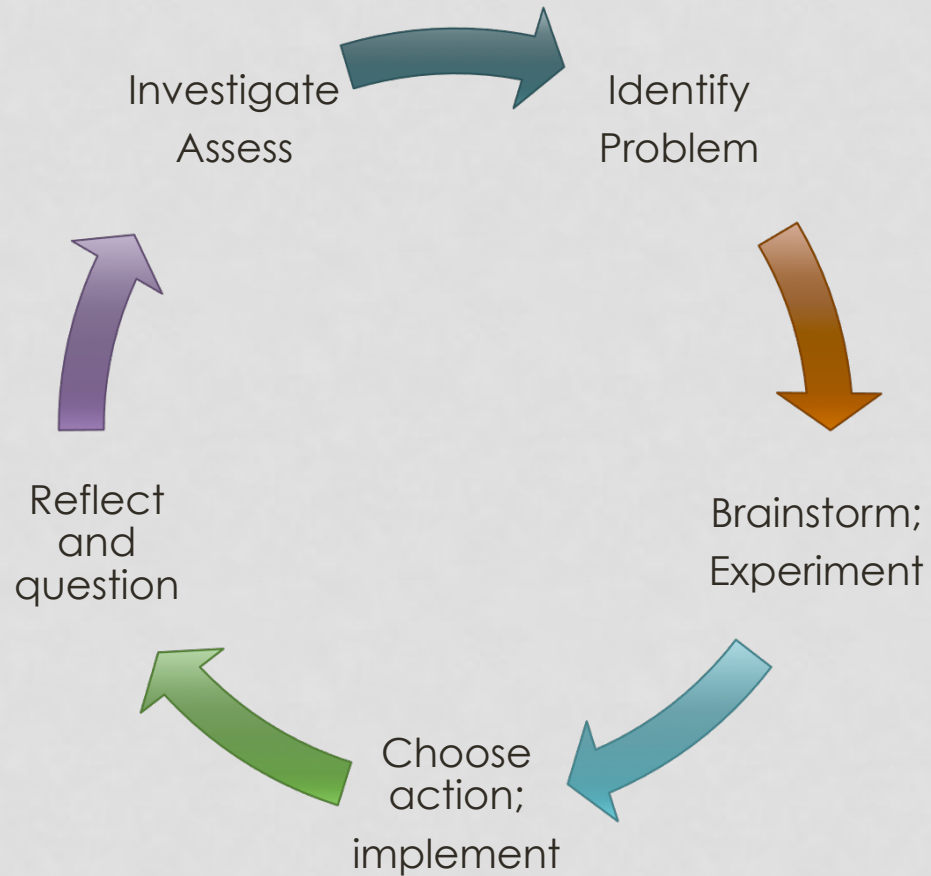 Investigate
Assess
Identify
Problem
Brainstorm;
Experiment
Choose
action;
implement
Reflect
and
question